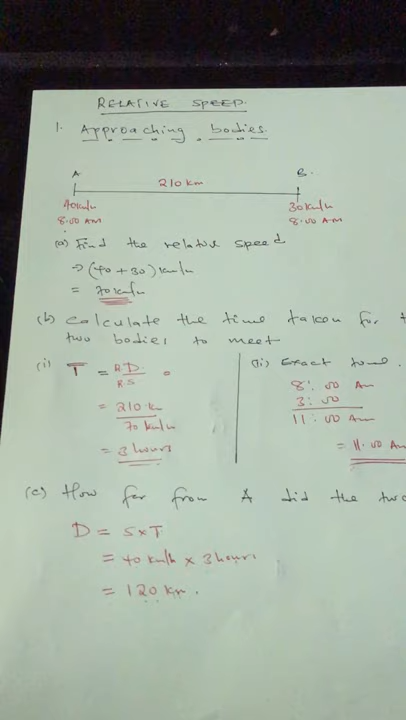 RELATIVE SPEED.
1. Approaching bodies.
A B.
210 km
40km/h 30km/h
8.00 AM 8.00 AM
(a) Find the relative speed
→ (40 + 30) km/h
= 70km/h
(b) Calculate the time taken for t
two bodies to meet
(i) T = R.D
R.S
= 210 km
70 km/h
= 3 hours
(ii) Exact time.
8:00 Am
3:00
11:00 Am
= 11.00 Am
(c) How far from A did the two
D = S×T
= 40 km/h × 3 hours
= 120 km.